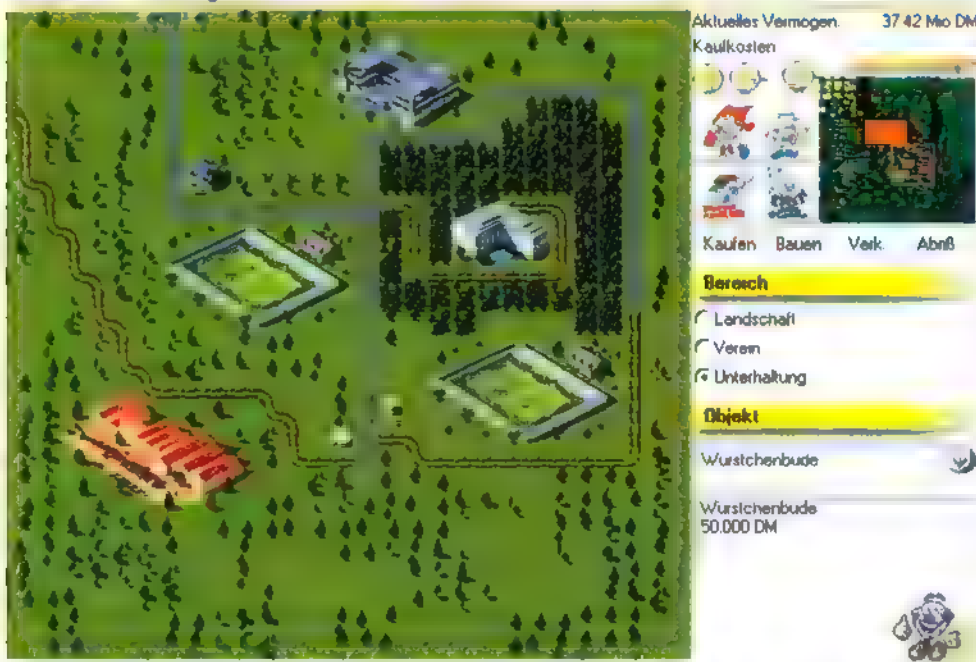 Aktuelles Vermogen. 37.42 Mio DM
Kaufkosten
Kaufen Bauen Verk. Abriß
Bereich
Landschaft
Verein
Unterhaltung
Objekt
Wurstchenbude
Wurstchenbude
50.000 DM